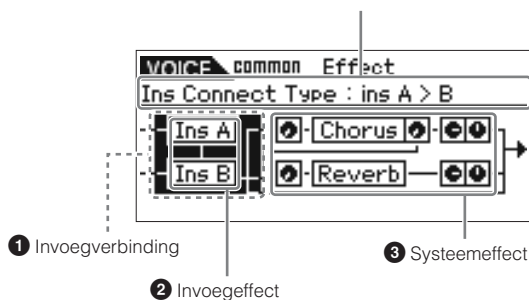 VOICE common Effect
Ins Connect Type : ins A > B
Ins A Chorus
Ins B Reverb
1 Invoegverbinding
3 Systeemeffect
2 Invoegeffect